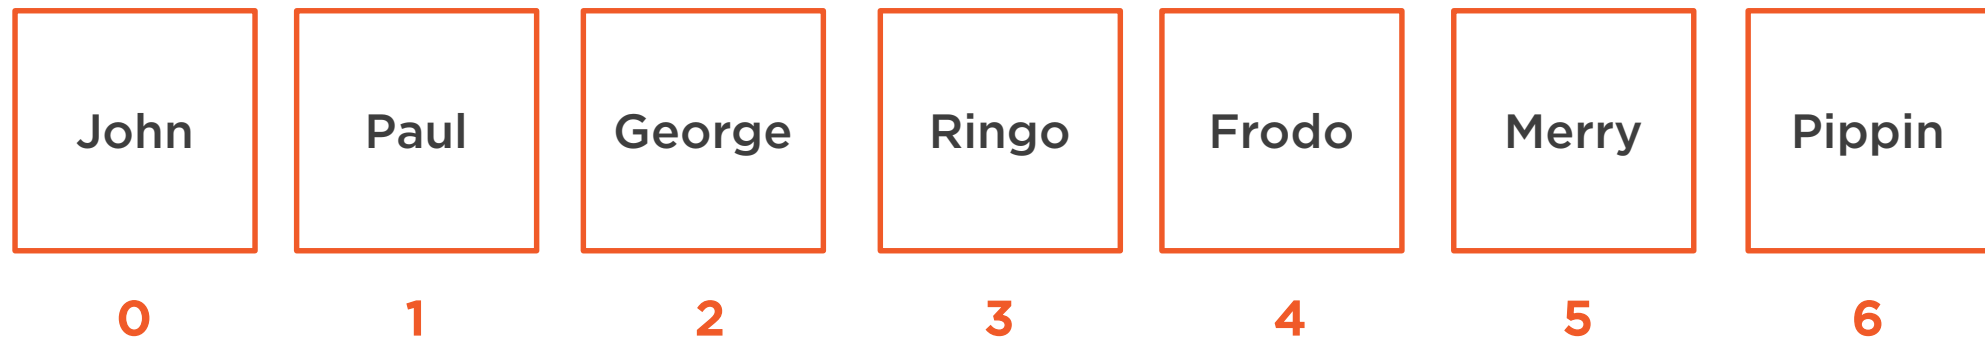 John Paul George Ringo Frodo Merry Pippin
0 1 2 3 4 5 6